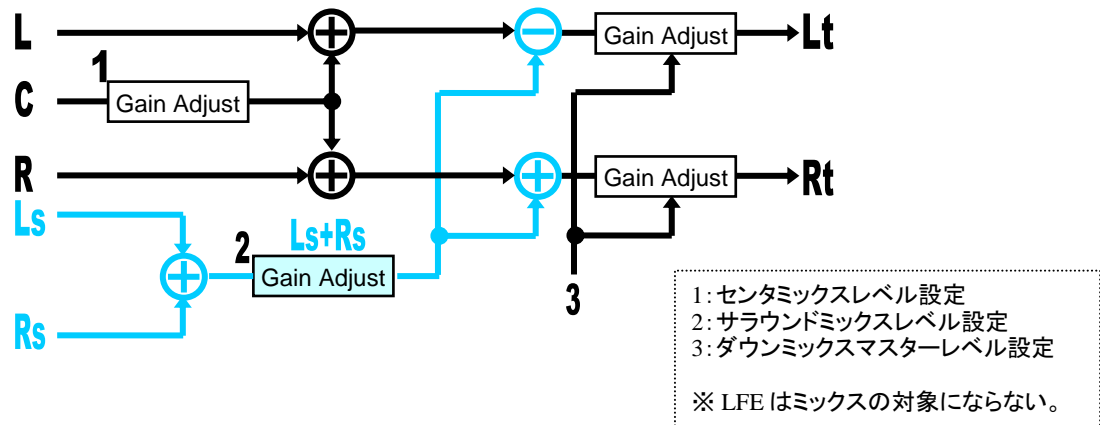 L
Gain Adjust
Lt
1
C
Gain Adjust
R
Gain Adjust
Rt
Ls
2
Ls+Rs
Gain Adjust
3
Rs
1:センタミックスレベル設定
2:サラウンドミックスレベル設定
3:ダウンミックスマスターレベル設定
※ LFE はミックスの対象にならない。